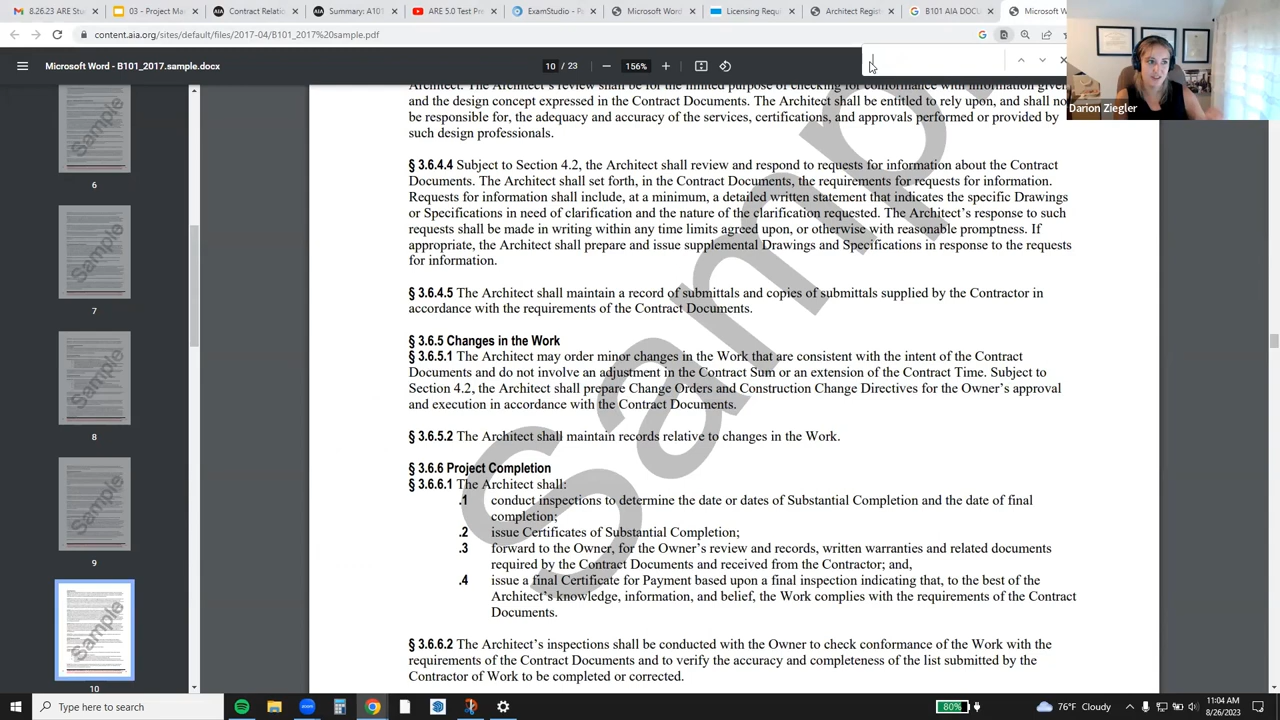 8.26.23 ARE Stu
03 - Project Man
AIA Contract Relation
AIA Summary: A101
ARE 5.0 Test Pre
ExamStudio - Pu
Microsoft Word
Licensing Requi
Architect Regist
B101 AIA DOCU
Microsoft Word
content.aia.org/sites/default/files/2017-04/B101_2017%20sample.pdf
Microsoft Word - B101_2017.sample.docx
10 / 23
156%
Darion Ziegler
Architect. The Architect's review shall be for the limited purpose of checking for conformance with information given
and the design concept expressed in the Contract Documents. The Architect shall be entitled to rely upon, and shall no
be responsible for, the adequacy and accuracy of the services, certifications, and approvals performed or provided by
such design professionals.
§ 3.6.4.4 Subject to Section 4.2, the Architect shall review and respond to requests for information about the Contract
Documents. The Architect shall set forth, in the Contract Documents, the requirements for requests for information.
Requests for information shall include, at a minimum, a detailed written statement that indicates the specific Drawings
or Specifications in need of clarification and the nature of the clarification requested. The Architect's response to such
requests shall be made in writing within any time limits agreed upon, or otherwise with reasonable promptness. If
appropriate, the Architect shall prepare and issue supplemental Drawings and Specifications in response to the requests
for information.
§ 3.6.4.5 The Architect shall maintain a record of submittals and copies of submittals supplied by the Contractor in
accordance with the requirements of the Contract Documents.
§ 3.6.5 Changes in the Work
§ 3.6.5.1 The Architect may order minor changes in the Work that are consistent with the intent of the Contract
Documents and do not involve an adjustment in the Contract Sum or an extension of the Contract Time. Subject to
Section 4.2, the Architect shall prepare Change Orders and Construction Change Directives for the Owner's approval
and execution in accordance with the Contract Documents.
§ 3.6.5.2 The Architect shall maintain records relative to changes in the Work.
§ 3.6.6 Project Completion
§ 3.6.6.1 The Architect shall:
.1 conduct inspections to determine the date or dates of Substantial Completion and the date of final
completion;
.2 issue Certificates of Substantial Completion;
.3 forward to the Owner, for the Owner's review and records, written warranties and related documents
required by the Contract Documents and received from the Contractor; and,
.4 issue a final Certificate for Payment based upon a final inspection indicating that, to the best of the
Architect's knowledge, information, and belief, the Work complies with the requirements of the Contract
Documents.
§ 3.6.6.2 The Architect's inspections shall be conducted with the Owner to check conformance of the Work with the
requirements of the Contract Documents and to verify the accuracy and completeness of the list submitted by the
Contractor of Work to be completed or corrected.
Sample
6
7
8
9
10
Type here to search
80%
76°F Cloudy
11:04 AM
8/26/2023